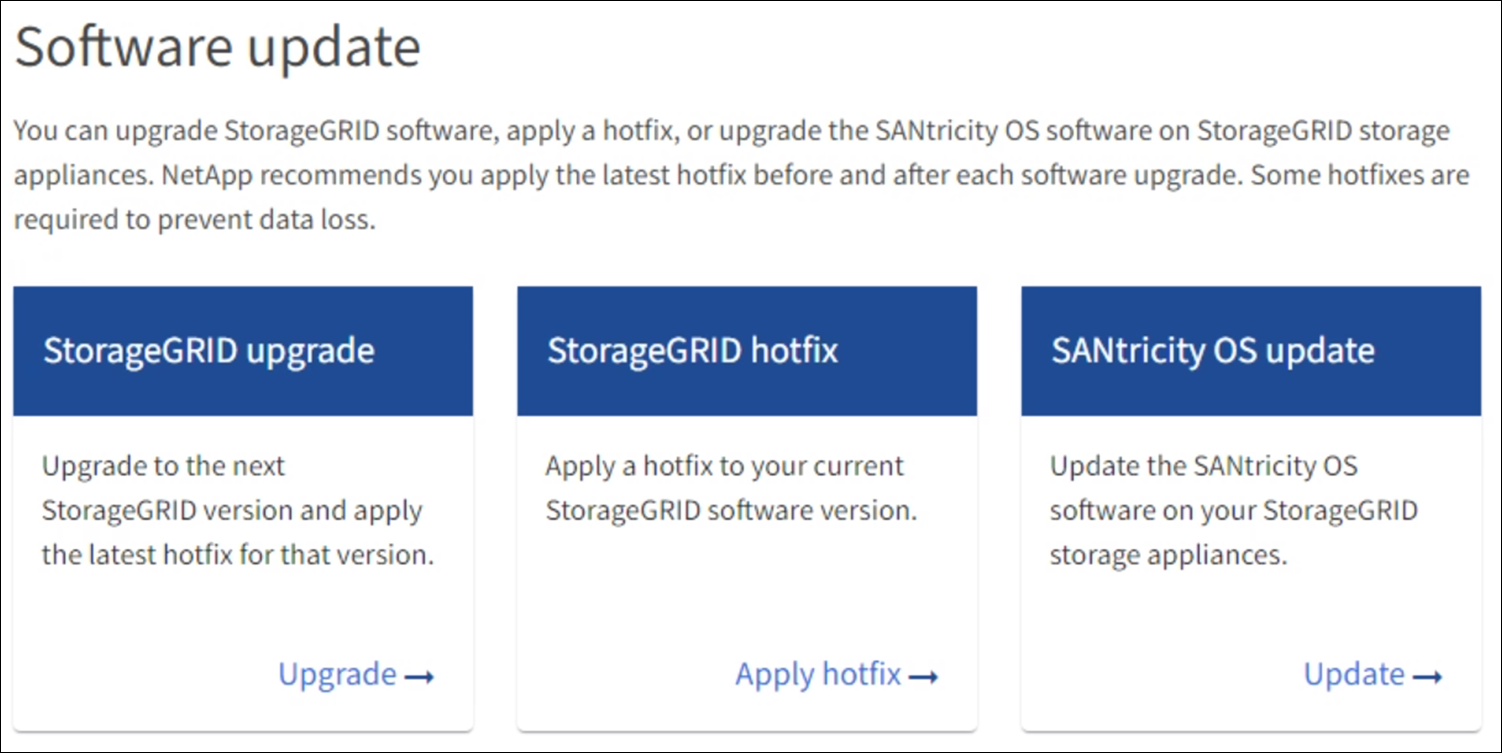 Software update
You can upgrade StorageGRID software, apply a hotfix, or upgrade the SANtricity OS software on StorageGRID storage
appliances. NetApp recommends you apply the latest hotfix before and after each software upgrade. Some hotfixes are
required to prevent data loss.
StorageGRID upgrade
Upgrade to the next
StorageGRID version and apply
the latest hotfix for that version.
Upgrade →
StorageGRID hotfix
Apply a hotfix to your current
StorageGRID software version.
Apply hotfix →
SANtricity OS update
Update the SANtricity OS
software on your StorageGRID
storage appliances.
Update →